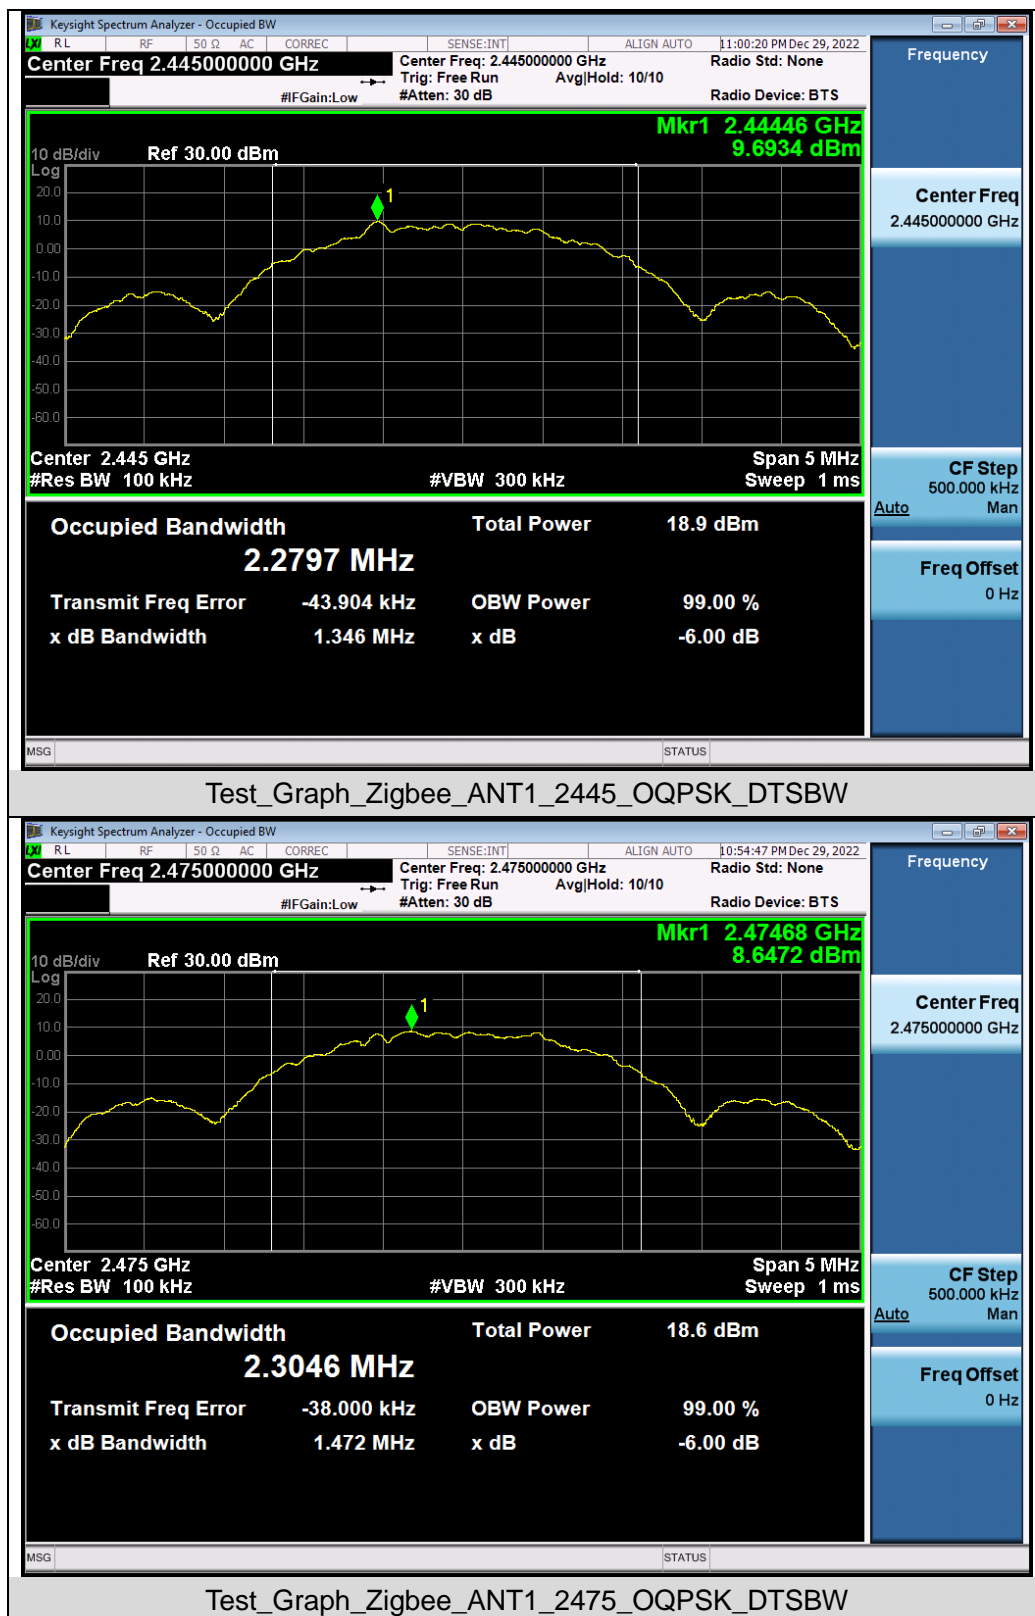 Keysight Spectrum Analyzer - Occupied BW
LXI RL RF 50 Ω AC CORREC SENSE:INT ALIGN AUTO 11:00:20 PM Dec 29, 2022
Center Freq 2.445000000 GHz
Center Freq: 2.445000000 GHz
Radio Std: None
Trig: Free Run Avg|Hold: 10/10
#IFGain:Low #Atten: 30 dB
Radio Device: BTS
Frequency
Mkr1 2.44446 GHz
9.6934 dBm
10 dB/div Ref 30.00 dBm
Log
20.0
10.0
0.00
-10.0
-20.0
-30.0
-40.0
-50.0
-60.0
1
Center Freq
2.445000000 GHz
Center 2.445 GHz Span 5 MHz
#Res BW 100 kHz #VBW 300 kHz Sweep 1 ms
CF Step
500.000 kHz
Auto Man
Freq Offset
0 Hz
Occupied Bandwidth Total Power 18.9 dBm
2.2797 MHz
Transmit Freq Error -43.904 kHz OBW Power 99.00 %
x dB Bandwidth 1.346 MHz x dB -6.00 dB
MSG STATUS
Test_Graph_Zigbee_ANT1_2445_OQPSK_DTSBW
Keysight Spectrum Analyzer - Occupied BW
LXI RL RF 50 Ω AC CORREC SENSE:INT ALIGN AUTO 10:54:47 PM Dec 29, 2022
Center Freq 2.475000000 GHz
Center Freq: 2.475000000 GHz
Radio Std: None
Trig: Free Run Avg|Hold: 10/10
#IFGain:Low #Atten: 30 dB
Radio Device: BTS
Frequency
Mkr1 2.47468 GHz
8.6472 dBm
10 dB/div Ref 30.00 dBm
Log
20.0
10.0
0.00
-10.0
-20.0
-30.0
-40.0
-50.0
-60.0
1
Center Freq
2.475000000 GHz
Center 2.475 GHz Span 5 MHz
#Res BW 100 kHz #VBW 300 kHz Sweep 1 ms
CF Step
500.000 kHz
Auto Man
Freq Offset
0 Hz
Occupied Bandwidth Total Power 18.6 dBm
2.3046 MHz
Transmit Freq Error -38.000 kHz OBW Power 99.00 %
x dB Bandwidth 1.472 MHz x dB -6.00 dB
MSG STATUS
Test_Graph_Zigbee_ANT1_2475_OQPSK_DTSBW